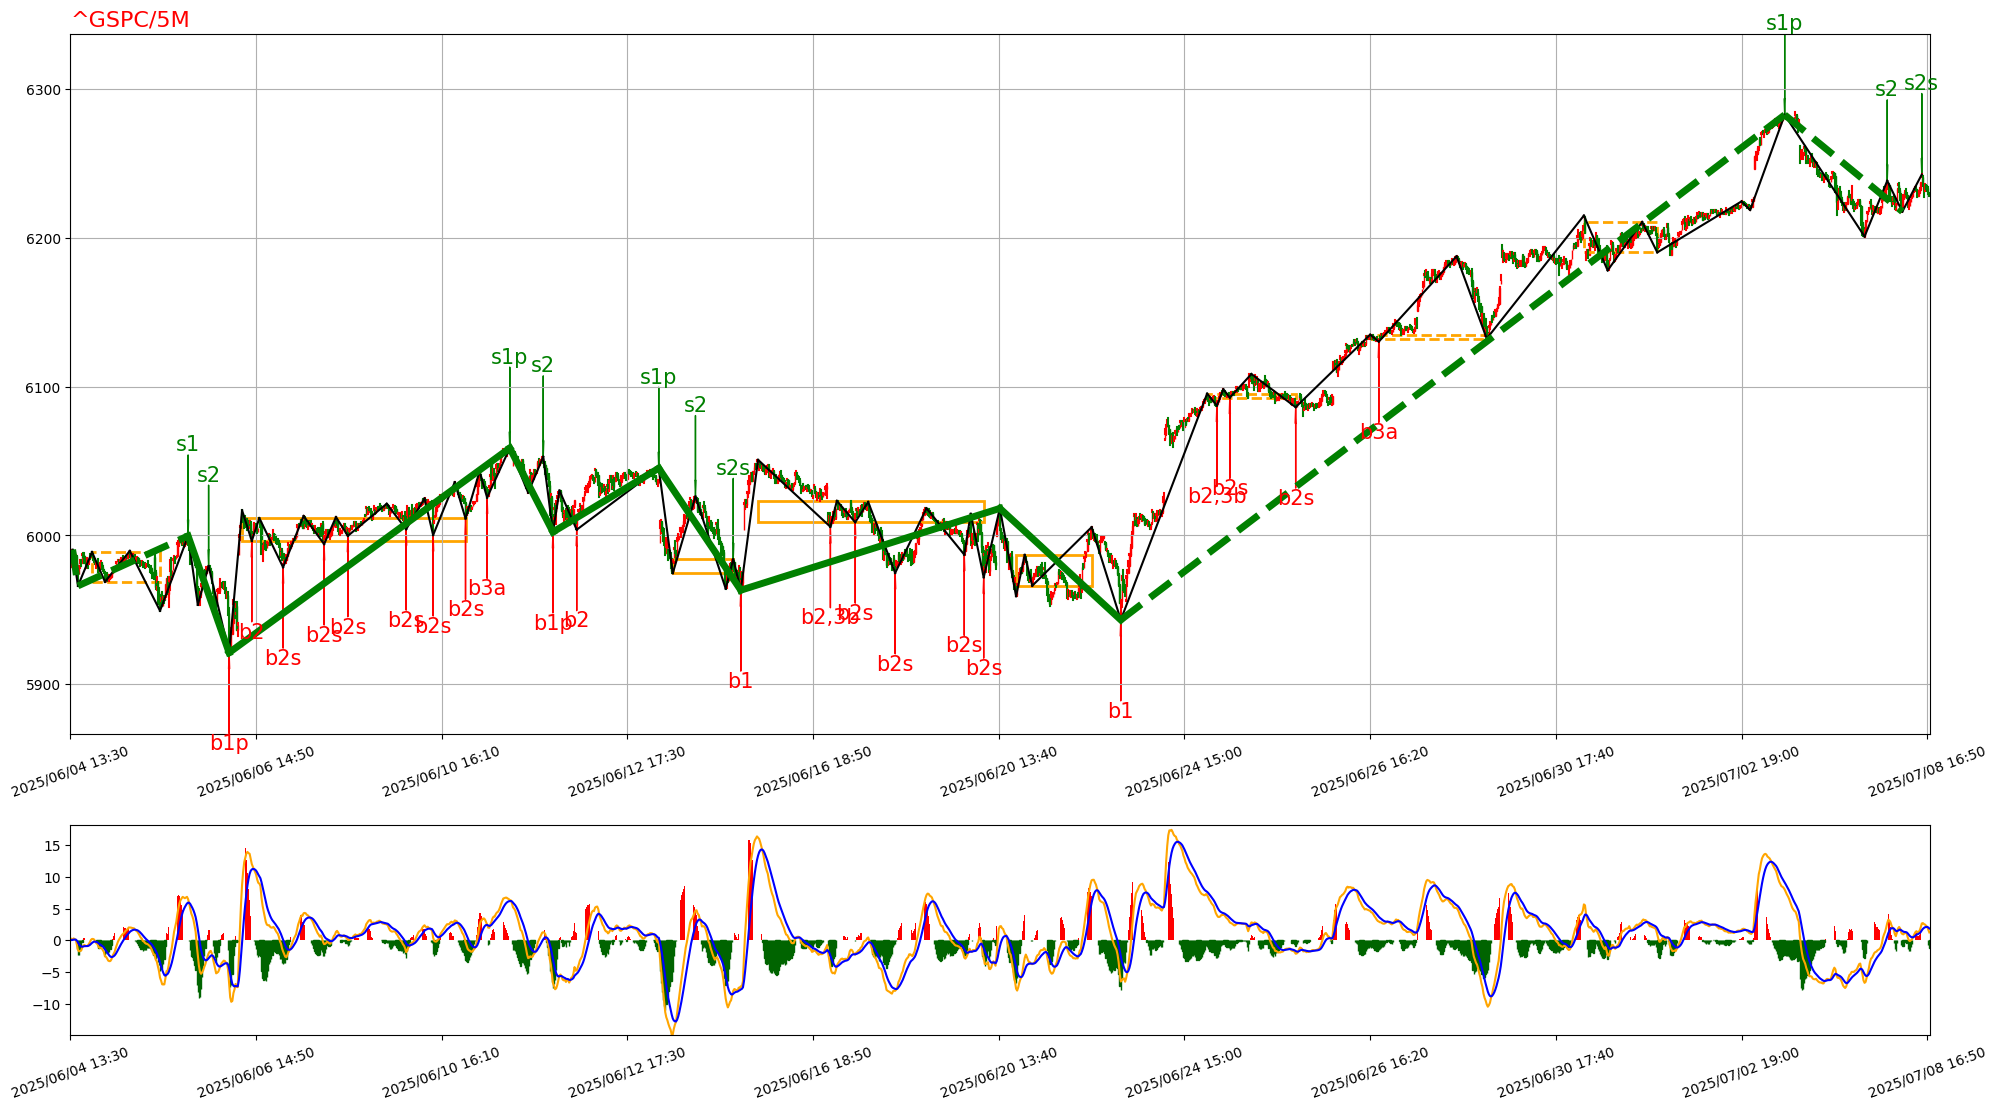 ^GSPC/5M
s1p
s2s
s2
6300
6200
s1p
s2
s1p
6100
s2
b3a
s1
s2
s2s
b2,3b
b2s
b2s
6000
b3a
b2s
b2
b2s
b2s
b2s
b2s
b2s
b1p
b2
b2,3b
b2s
b2s
b2s
b2s
b1
5900
b1
b1p
2025/06/04 13:30
2025/06/06 14:50
2025/06/10 16:10
2025/06/12 17:30
2025/06/16 18:50
2025/06/20 13:40
2025/06/24 15:00
2025/06/26 16:20
2025/06/30 17:40
2025/07/02 19:00
2025/07/08 16:50
15
10
5
0
−5
−10
2025/06/04 13:30
2025/06/06 14:50
2025/06/10 16:10
2025/06/12 17:30
2025/06/16 18:50
2025/06/20 13:40
2025/06/24 15:00
2025/06/26 16:20
2025/06/30 17:40
2025/07/02 19:00
2025/07/08 16:50